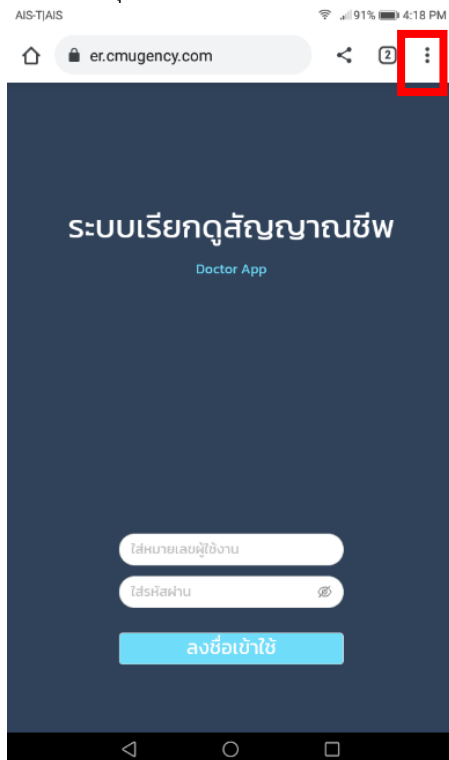 AIS-T|AIS 91% 4:18 PM
er.cmugency.com 2
ระบบเรียกดูสัญญาณชีพ
Doctor App
ใส่หมายเลขผู้ใช้งาน
ใส่รหัสผ่าน
ลงชื่อเข้าใช้